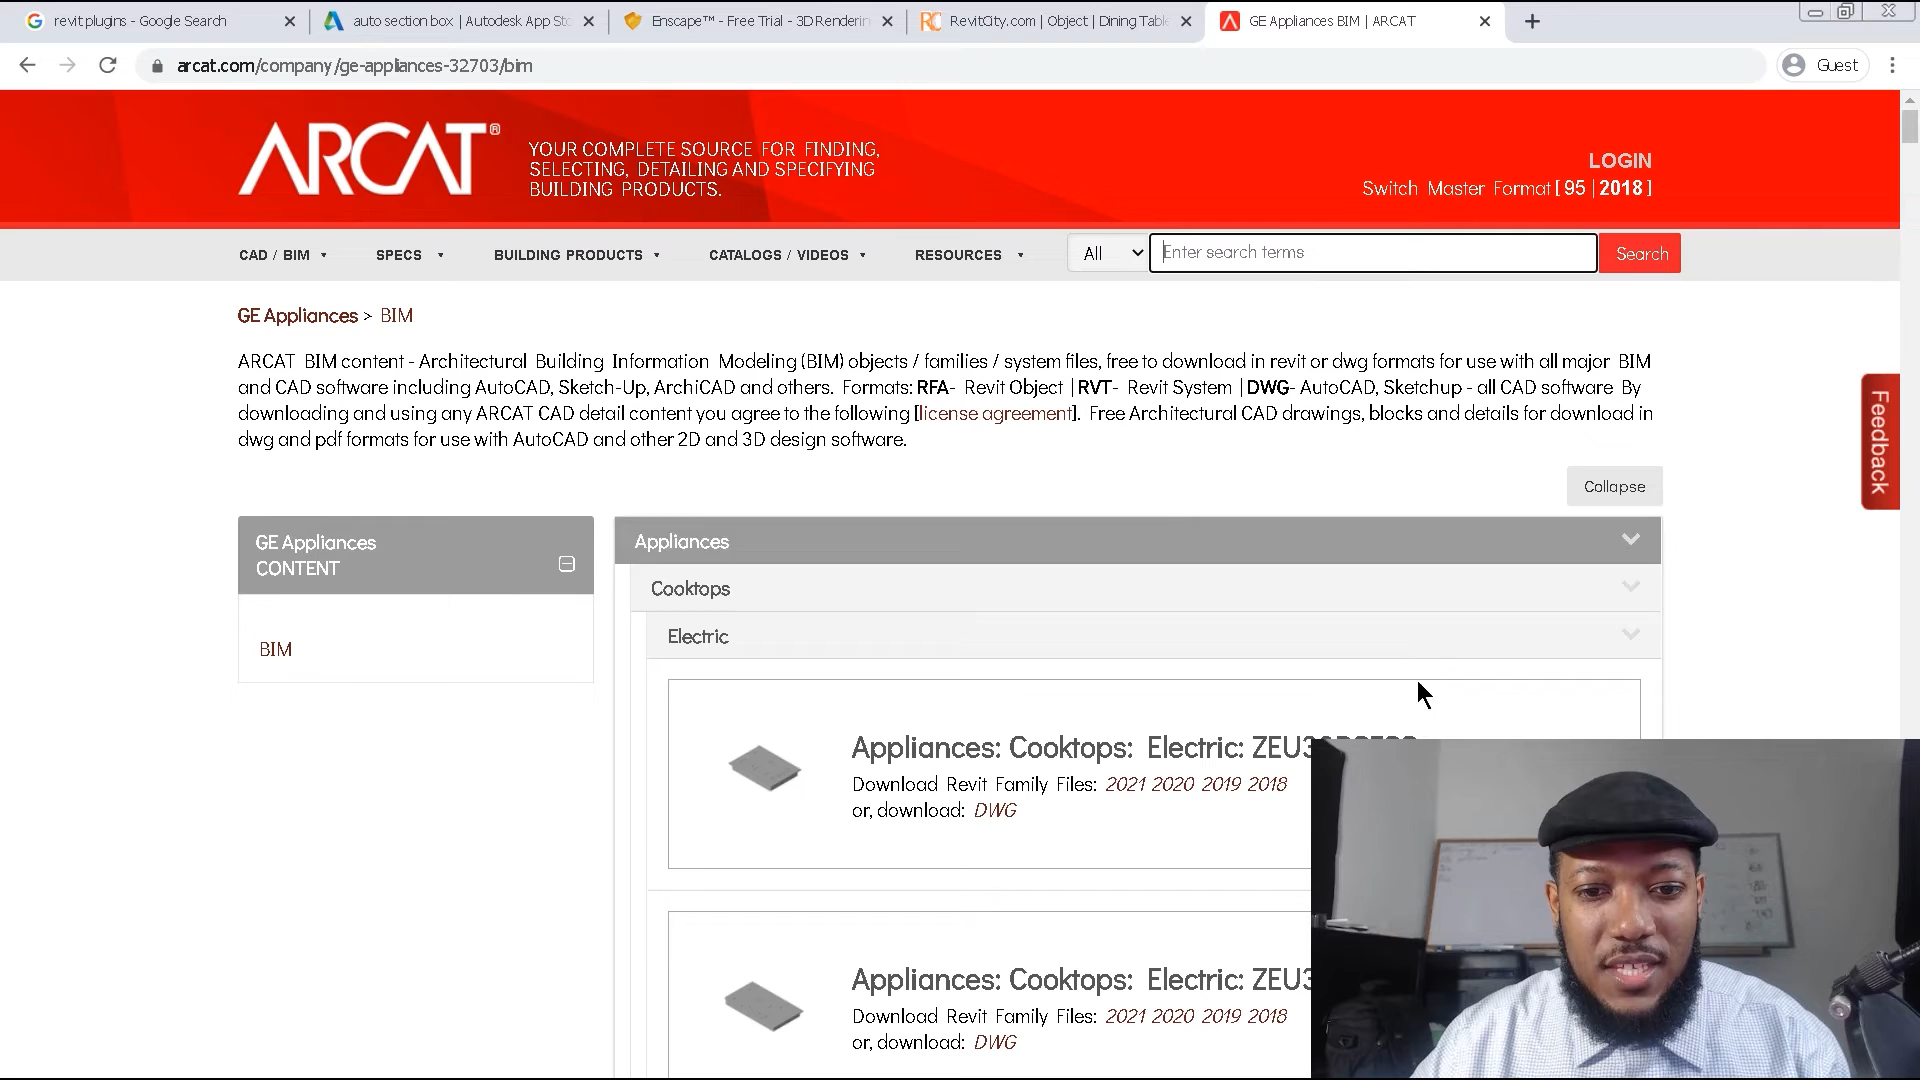 revit plugins - Google Search
auto section box | Autodesk App Sto
Enscape™ - Free Trial - 3D Renderin
RevitCity.com | Object | Dining Table
GE Appliances BIM | ARCAT
arcat.com/company/ge-appliances-32703/bim
Guest
ARCAT®
YOUR COMPLETE SOURCE FOR FINDING,
SELECTING, DETAILING AND SPECIFYING
BUILDING PRODUCTS.
LOGIN
Switch Master Format [ 95 | 2018 ]
CAD / BIM
SPECS
BUILDING PRODUCTS
CATALOGS / VIDEOS
RESOURCES
All
Enter search terms
Search
GE Appliances > BIM
ARCAT BIM content - Architectural Building Information Modeling (BIM) objects / families / system files, free to download in revit or dwg formats for use with all major BIM
and CAD software including AutoCAD, Sketch-Up, ArchiCAD and others. Formats: RFA- Revit Object | RVT- Revit System | DWG- AutoCAD, Sketchup - all CAD software By
downloading and using any ARCAT CAD detail content you agree to the following [license agreement]. Free Architectural CAD drawings, blocks and details for download in
dwg and pdf formats for use with AutoCAD and other 2D and 3D design software.
Feedback
Collapse
GE Appliances
CONTENT
BIM
Appliances
Cooktops
Electric
Appliances: Cooktops: Electric:
Download Revit Family Files: 2021 2020 2019 2018
or, download: DWG
Appliances: Cooktops: Electric: ZEU3
Download Revit Family Files: 2021 2020 2019 2018
or, download: DWG